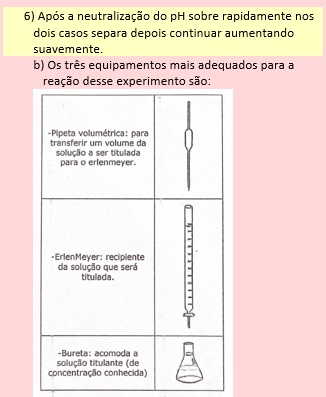 6) Após a neutralização do pH sobre rapidamente nos
dois casos separa depois continuar aumentando
suavemente.
b) Os três equipamentos mais adequados para a
reação desse experimento são:
-Pipeta volumétrica: para
transferir um volume da
solução a ser titulada
para o erlenmeyer.
-ErlenMeyer: recipiente
da solução que será
titulada.
-Bureta: acomoda a
solução titulante (de
concentração conhecida)